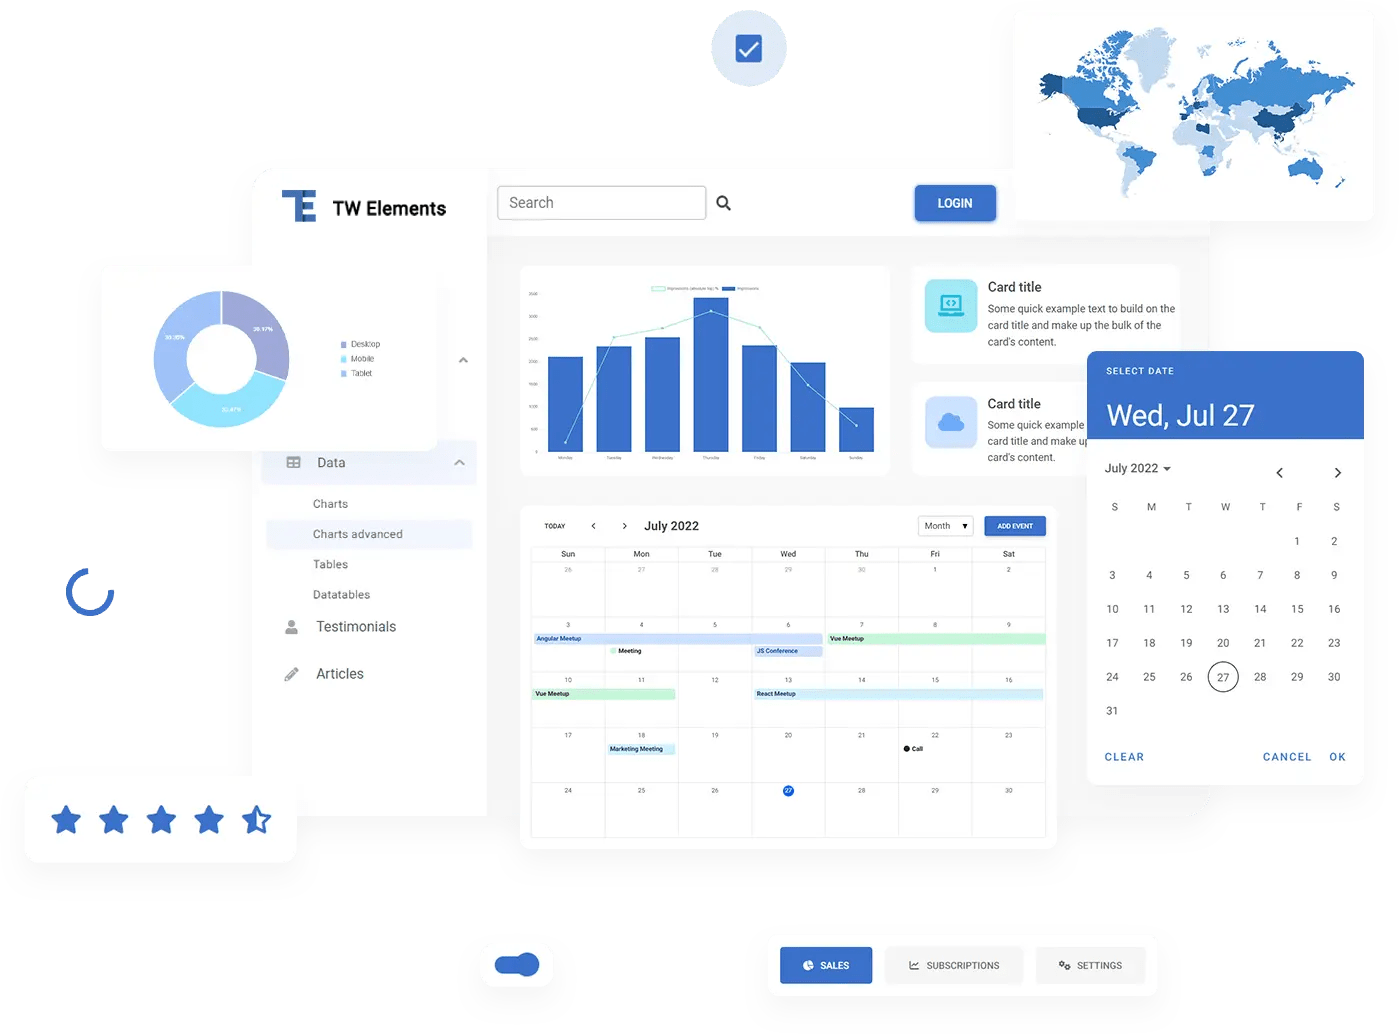 TW Elements
Search
LOGIN
Desktop
Mobile
Tablet
Data
Charts
Charts advanced
Tables
Datatables
Testimonials
Articles
Monday
Tuesday
Wednesday
Thursday
Friday
Saturday
Sunday
Card title
Some quick example text to build on the
card title and make up the bulk of the
card's content.
Card title
Some quick example
card title and make up
card's content.
SELECT DATE
Wed, Jul 27
July 2022
S M T W T F S
1 2
3 4 5 6 7 8 9
10 11 12 13 14 15 16
17 18 19 20 21 22 23
24 25 26 27 28 29 30
31
CLEAR CANCEL OK
TODAY July 2022 Month ADD EVENT
Sun Mon Tue Wed Thu Fri Sat
26 27 28 29 30 1 2
3 4 5 6 7 8 9
Angular Meetup Vue Meetup
Meeting JS Conference
10 11 12 13 14 15 16
Vue Meetup React Meetup
17 18 19 20 21 22 23
Marketing Meeting Call
24 25 26 27 28 29 30
SALES SUBSCRIPTIONS SETTINGS